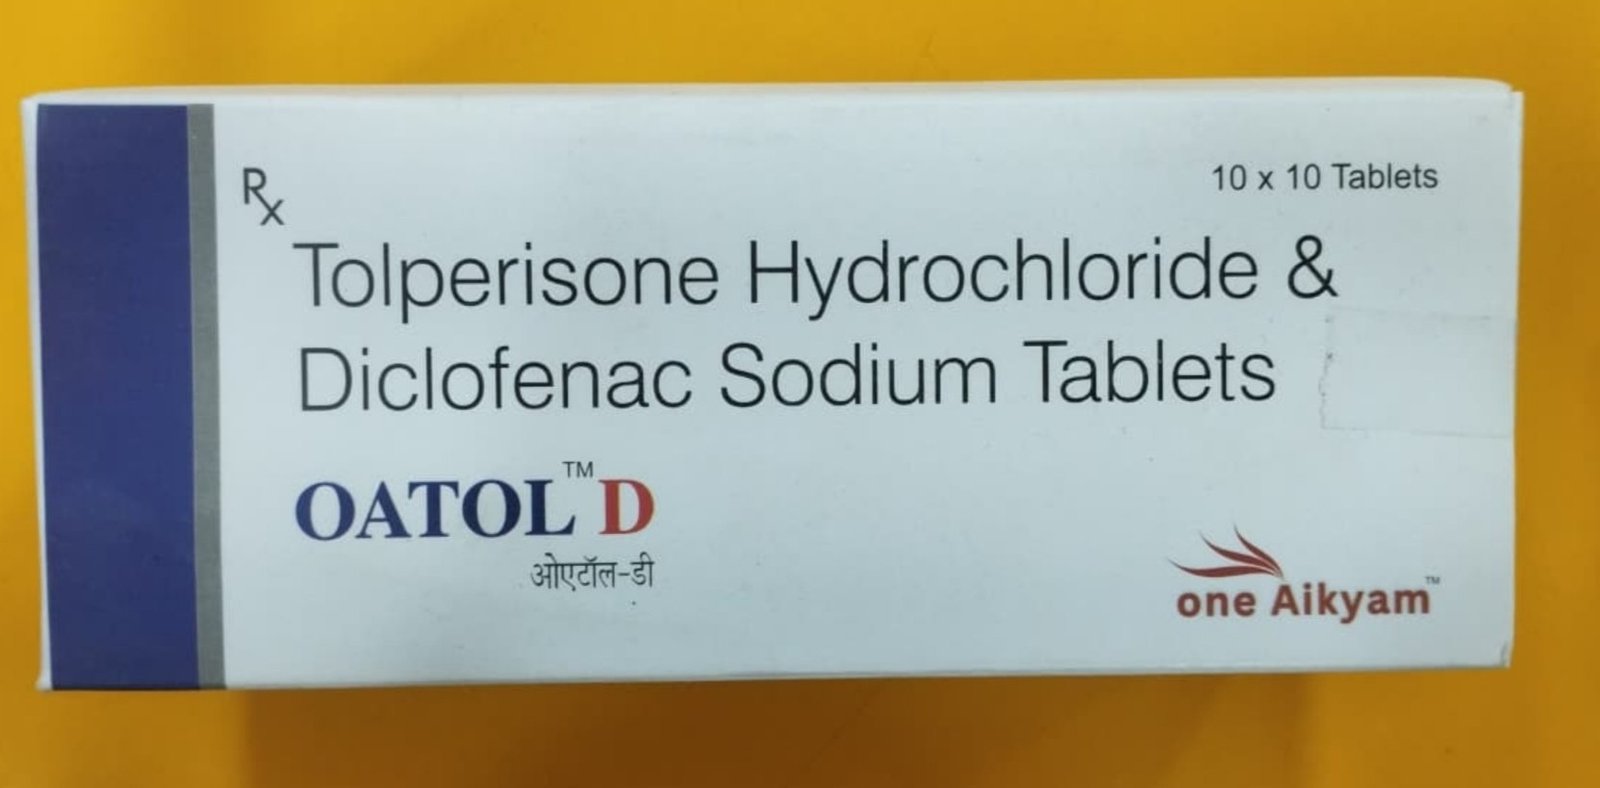 Rx
10 x 10 Tablets
Tolperisone Hydrochloride &
Diclofenac Sodium Tablets
OATOL™ D
ओएटॉल-डी
one Aikyam™